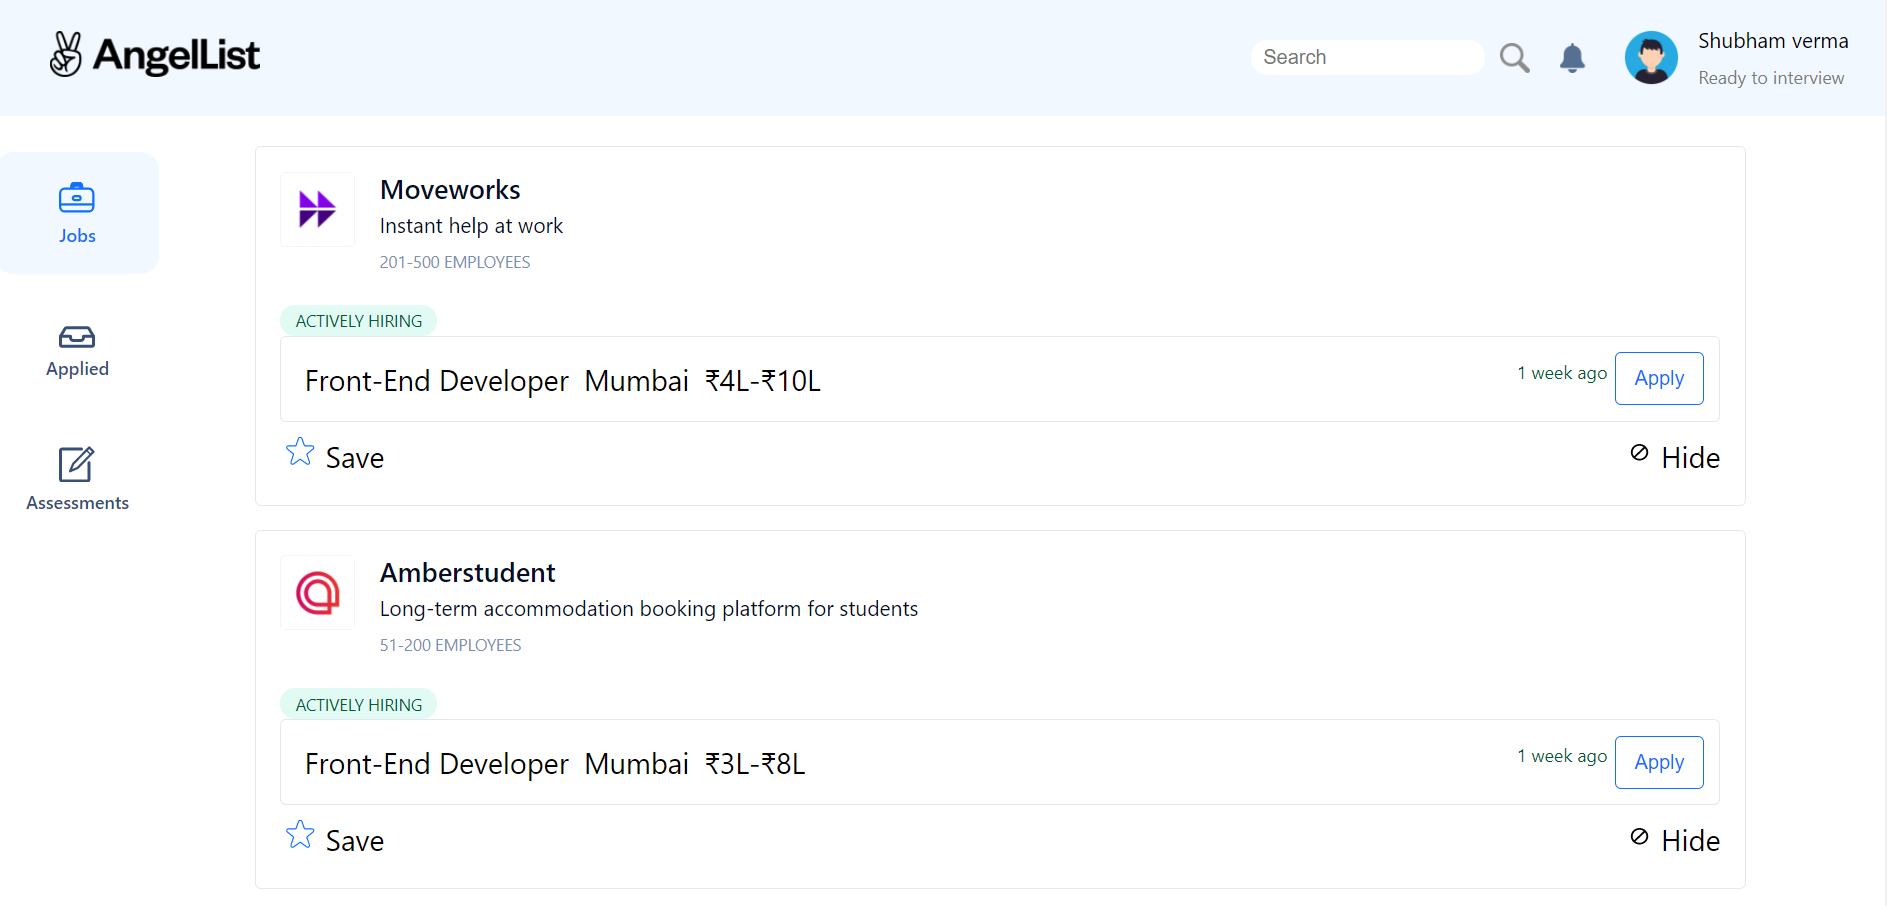 AngelList
Search
Shubham verma
Ready to interview
Jobs
Applied
Assessments
Moveworks
Instant help at work
201-500 EMPLOYEES
ACTIVELY HIRING
Front-End Developer Mumbai ₹4L-₹10L
1 week ago Apply
Save
Hide
Amberstudent
Long-term accommodation booking platform for students
51-200 EMPLOYEES
ACTIVELY HIRING
Front-End Developer Mumbai ₹3L-₹8L
1 week ago Apply
Save
Hide